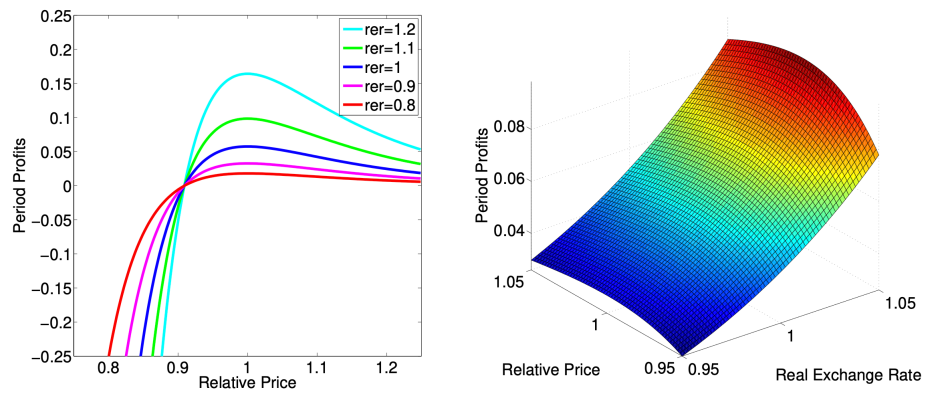 0.25
0.2
0.15
0.1
0.05
0
−0.05
−0.1
−0.15
−0.2
−0.25
Period Profits
rer=1.2
rer=1.1
rer=1
rer=0.9
rer=0.8
0.8 0.9 1 1.1 1.2
Relative Price
Period Profits
0.08
0.06
0.04
1.05
1
0.95
Relative Price
0.95
1
1.05
Real Exchange Rate